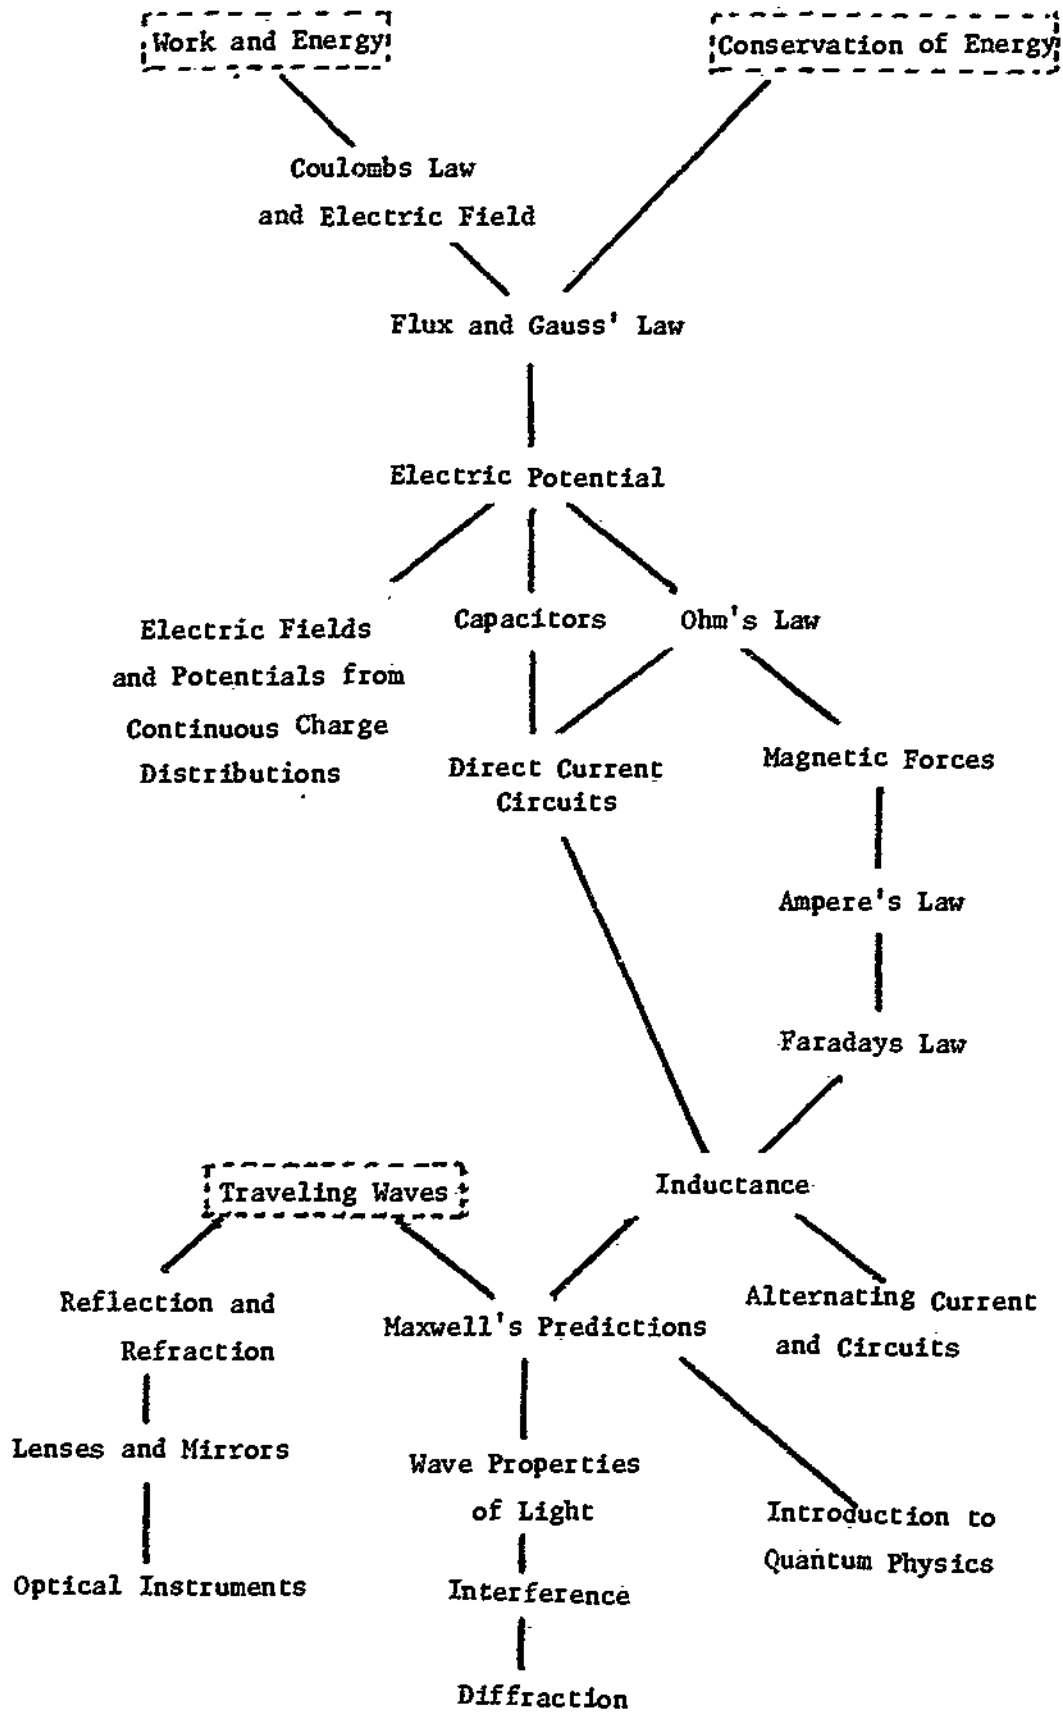 Work and Energy
Conservation of Energy
Coulombs Law
and Electric Field
Flux and Gauss' Law
Electric Potential
Electric Fields
and Potentials from
Continuous Charge
Distributions
Capacitors
Ohm's Law
Direct Current
Circuits
Magnetic Forces
Ampere's Law
Faradays Law
Traveling Waves
Inductance
Reflection and
Refraction
Maxwell's Predictions
Alternating Current
and Circuits
Lenses and Mirrors
Wave Properties
of Light
Introduction to
Quantum Physics
Optical Instruments
Interference
Diffraction